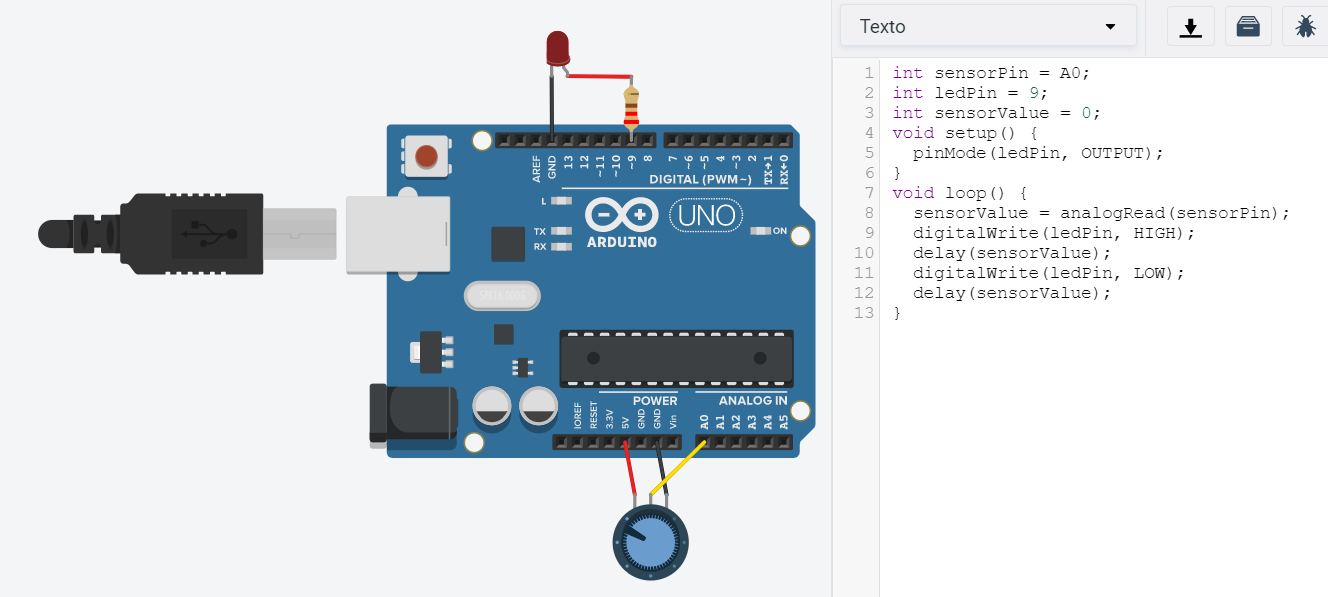 Texto
1 int sensorPin = A0;
2 int ledPin = 9;
3 int sensorValue = 0;
4 void setup() {
5   pinMode(ledPin, OUTPUT);
6 }
7 void loop() {
8   sensorValue = analogRead(sensorPin);
9   digitalWrite(ledPin, HIGH);
10   delay(sensorValue);
11   digitalWrite(ledPin, LOW);
12   delay(sensorValue);
13 }
AREF GND 13 12 ~11 ~10 ~9 8 7 ~6 ~5 4 ~3 2 TX→1 RX←0
DIGITAL (PWM~)
L
TX
RX
ARDUINO
UNO
ON
POWER
ANALOG IN
IOREF RESET 3.3V 5V GND GND Vin A0 A1 A2 A3 A4 A5